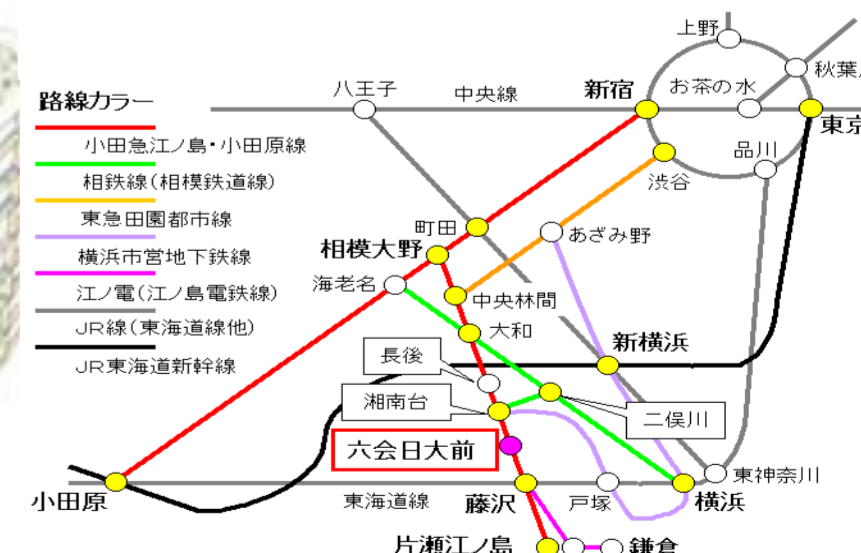 上野
秋葉
八王子
中央線
新宿
お茶の水
路線カラー
東京
小田急江ノ島・小田原線
品川
相鉄線(相模鉄道線)
渋谷
東急田園都市線
町田
あざみ野
横浜市営地下鉄線
相模大野
海老名
江ノ電(江ノ島電鉄線)
中央林間
JR線(東海道線他)
大和
新横浜
長後
JR東海道新幹線
湘南台
二俣川
六会日大前
東神奈川
小田原
東海道線
藤沢
戸塚
横浜
片瀬江ノ島
鎌倉